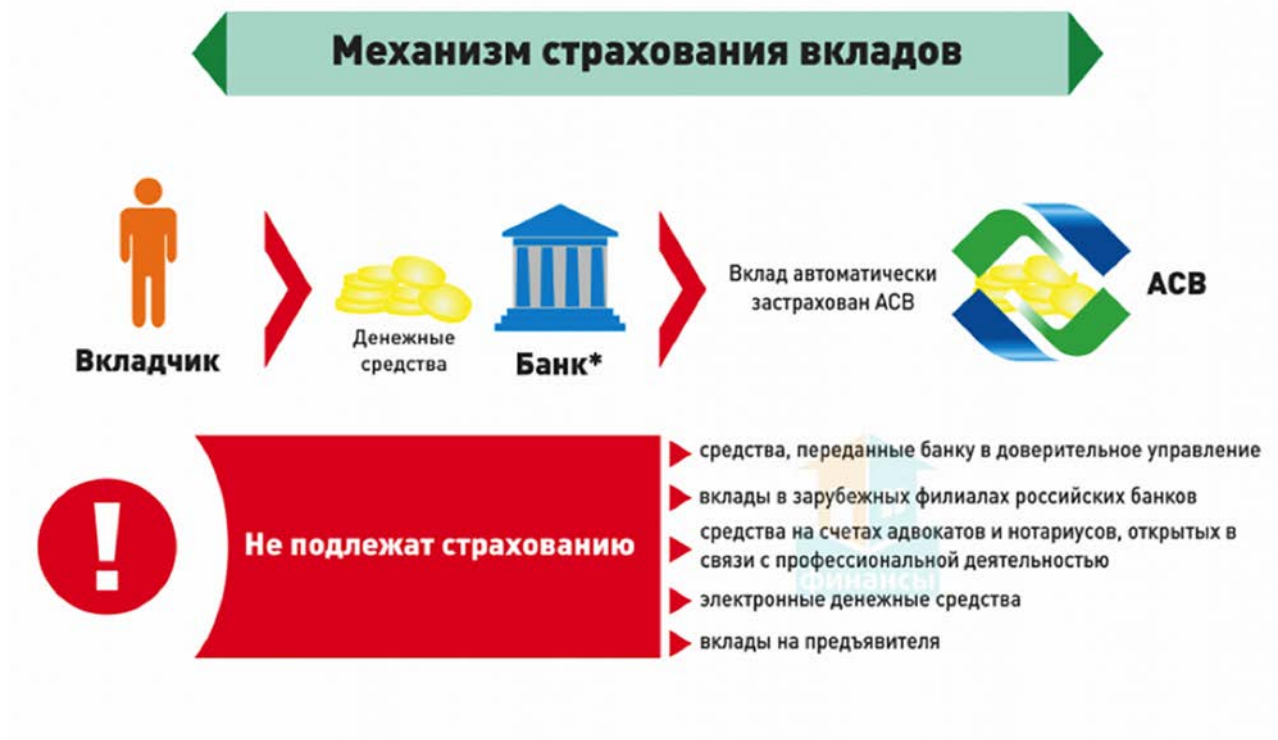 Механизм страхования вкладов
Вкладчик
Денежные
средства
Банк*
Вклад автоматически
застрахован АСВ
АСВ
!
Не подлежат страхованию
средства, переданные банку в доверительное управление
вклады в зарубежных филиалах российских банков
средства на счетах адвокатов и нотариусов, открытых в
связи с профессиональной деятельностью
финансы
электронные денежные средства
вклады на предъявителя